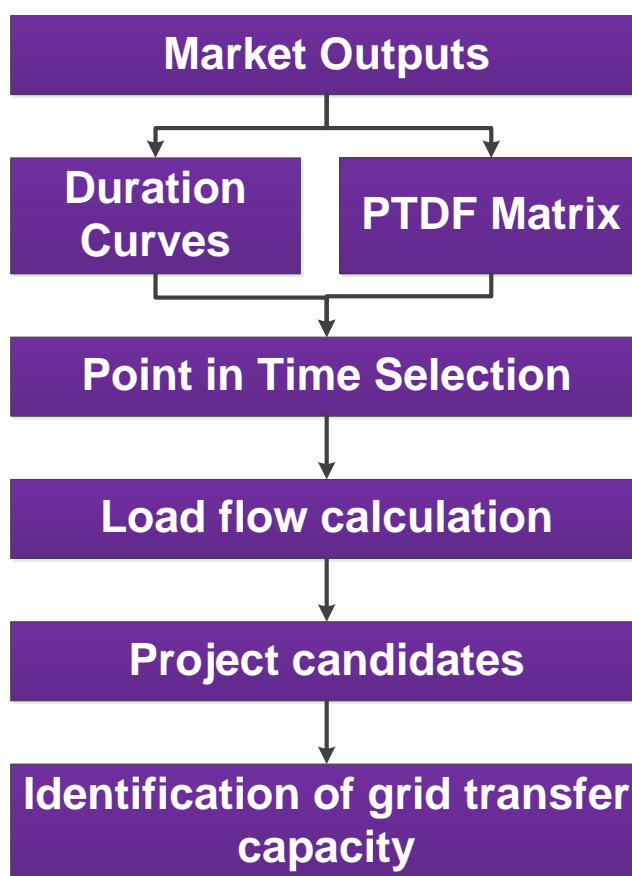 Market Outputs
Duration
Curves
PTDF Matrix
Point in Time Selection
Load flow calculation
Project candidates
Identification of grid transfer
capacity